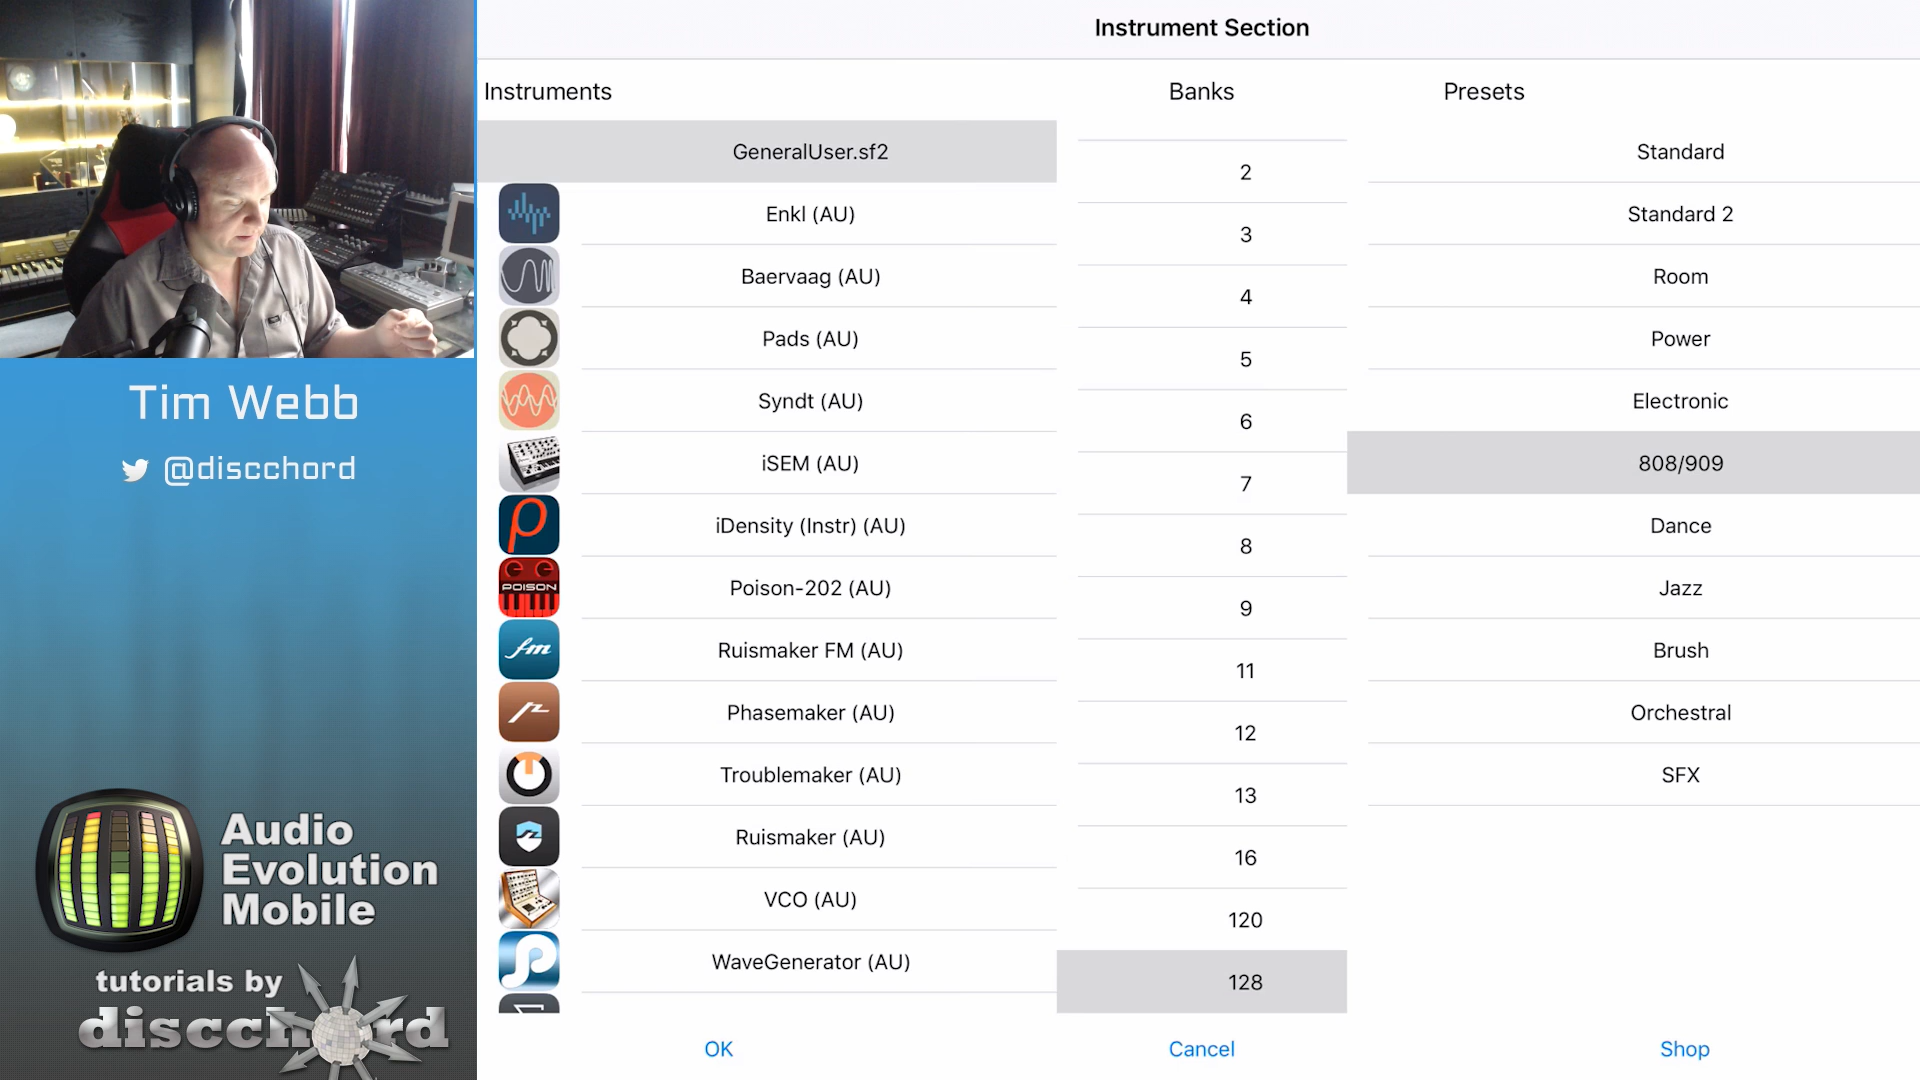 Instrument Section
Instruments
Banks
Presets
GeneralUser.sf2
Enkl (AU)
Baervaag (AU)
Pads (AU)
Syndt (AU)
iSEM (AU)
iDensity (Instr) (AU)
POISON
Poison-202 (AU)
fm
Ruismaker FM (AU)
Phasemaker (AU)
Troublemaker (AU)
Ruismaker (AU)
VCO (AU)
WaveGenerator (AU)
2
3
4
5
6
7
8
9
11
12
13
16
120
128
Standard
Standard 2
Room
Power
Electronic
808/909
Dance
Jazz
Brush
Orchestral
SFX
OK
Cancel
Shop
Tim Webb
@discchord
Audio
Evolution
Mobile
tutorials by
discchord